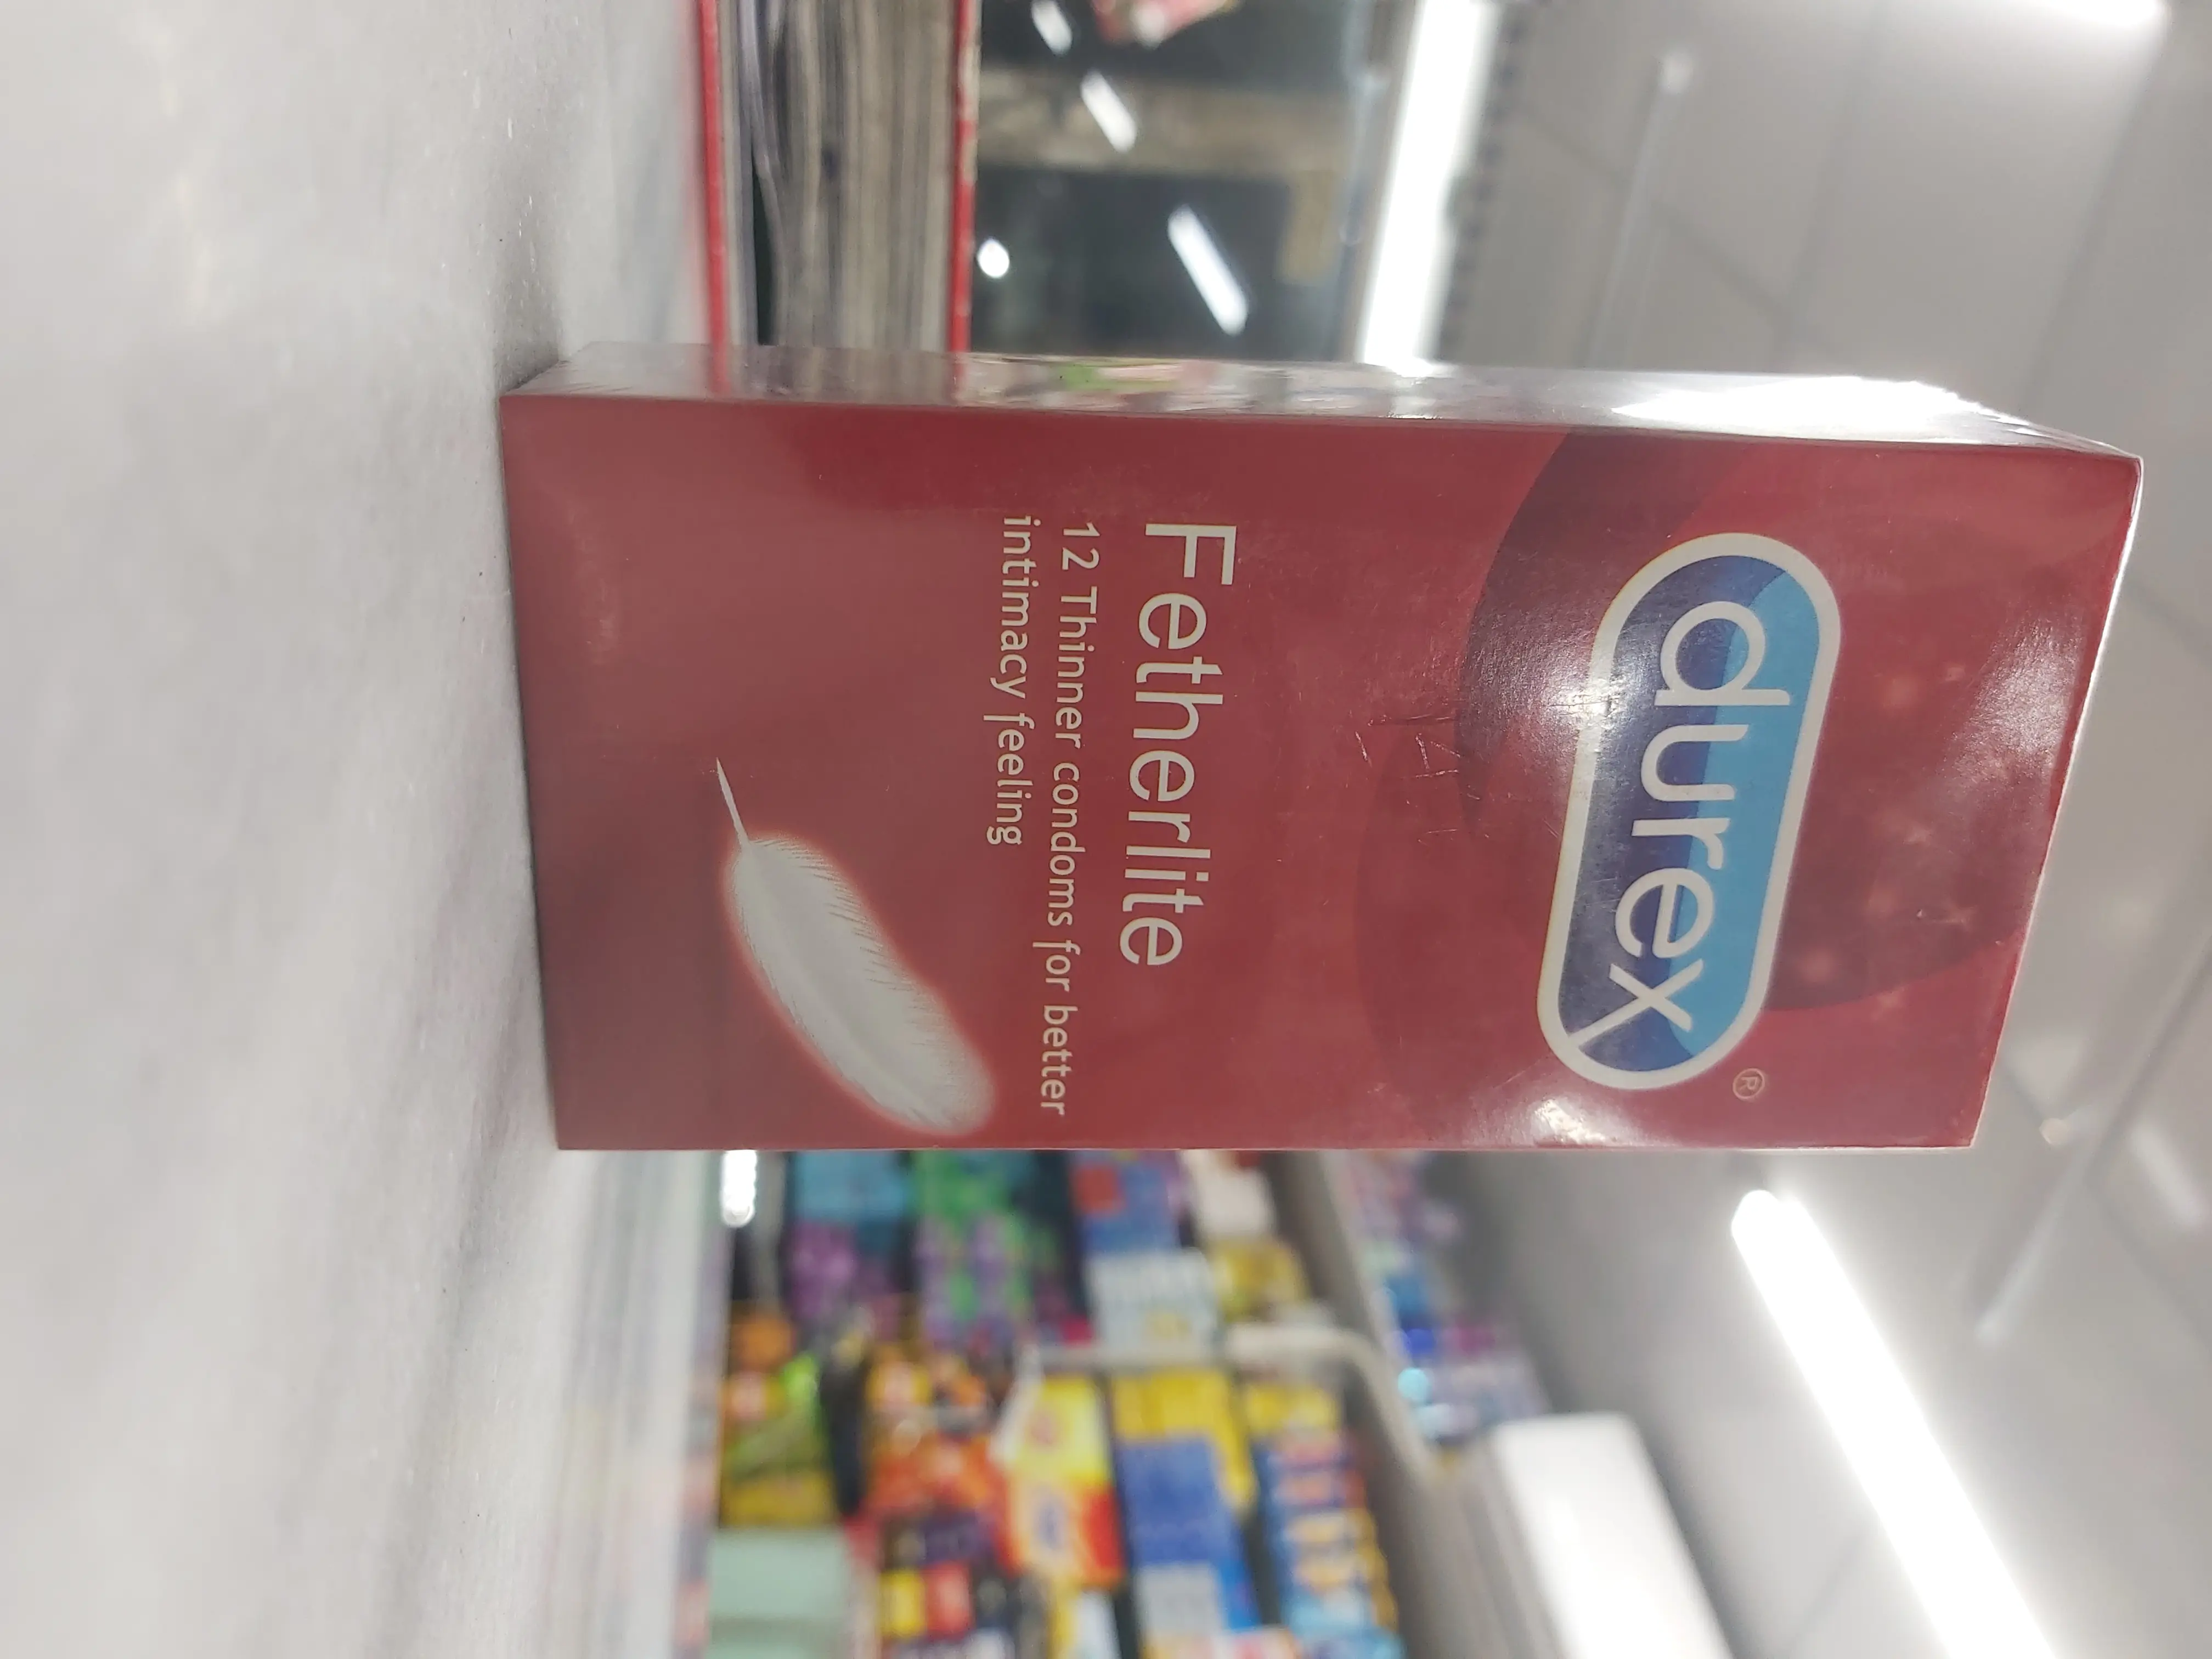 durex®
Fetherlite
12 Thinner condoms for better
intimacy feeling